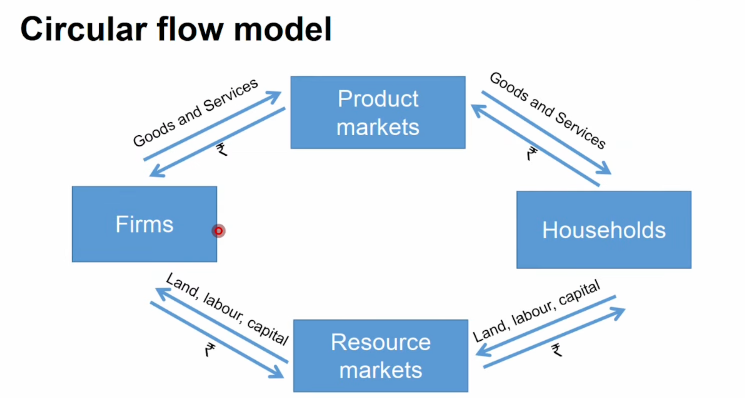 Circular flow model
Goods and Services
₹
Product
markets
Goods and Services
₹
Firms
Households
Land, labour, capital
₹
Resource
markets
Land, labour, capital
₹